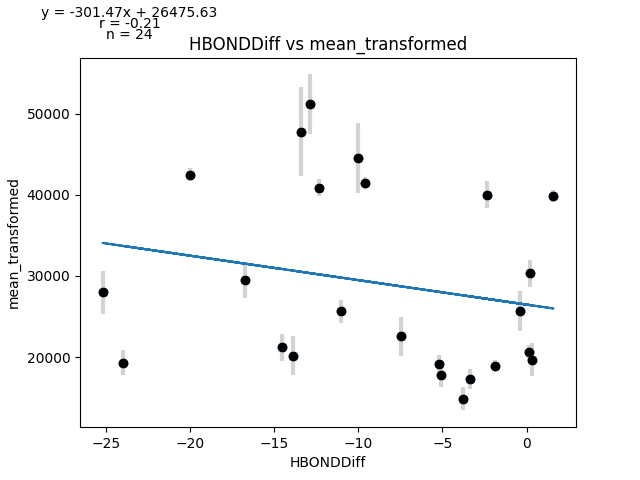 y = -301.47x + 26475.63
r = -0.21
n = 24
HBONDDiff vs mean_transformed
mean_transformed
50000
40000
30000
20000
−25
−20
−15
−10
−5
0
HBONDDiff